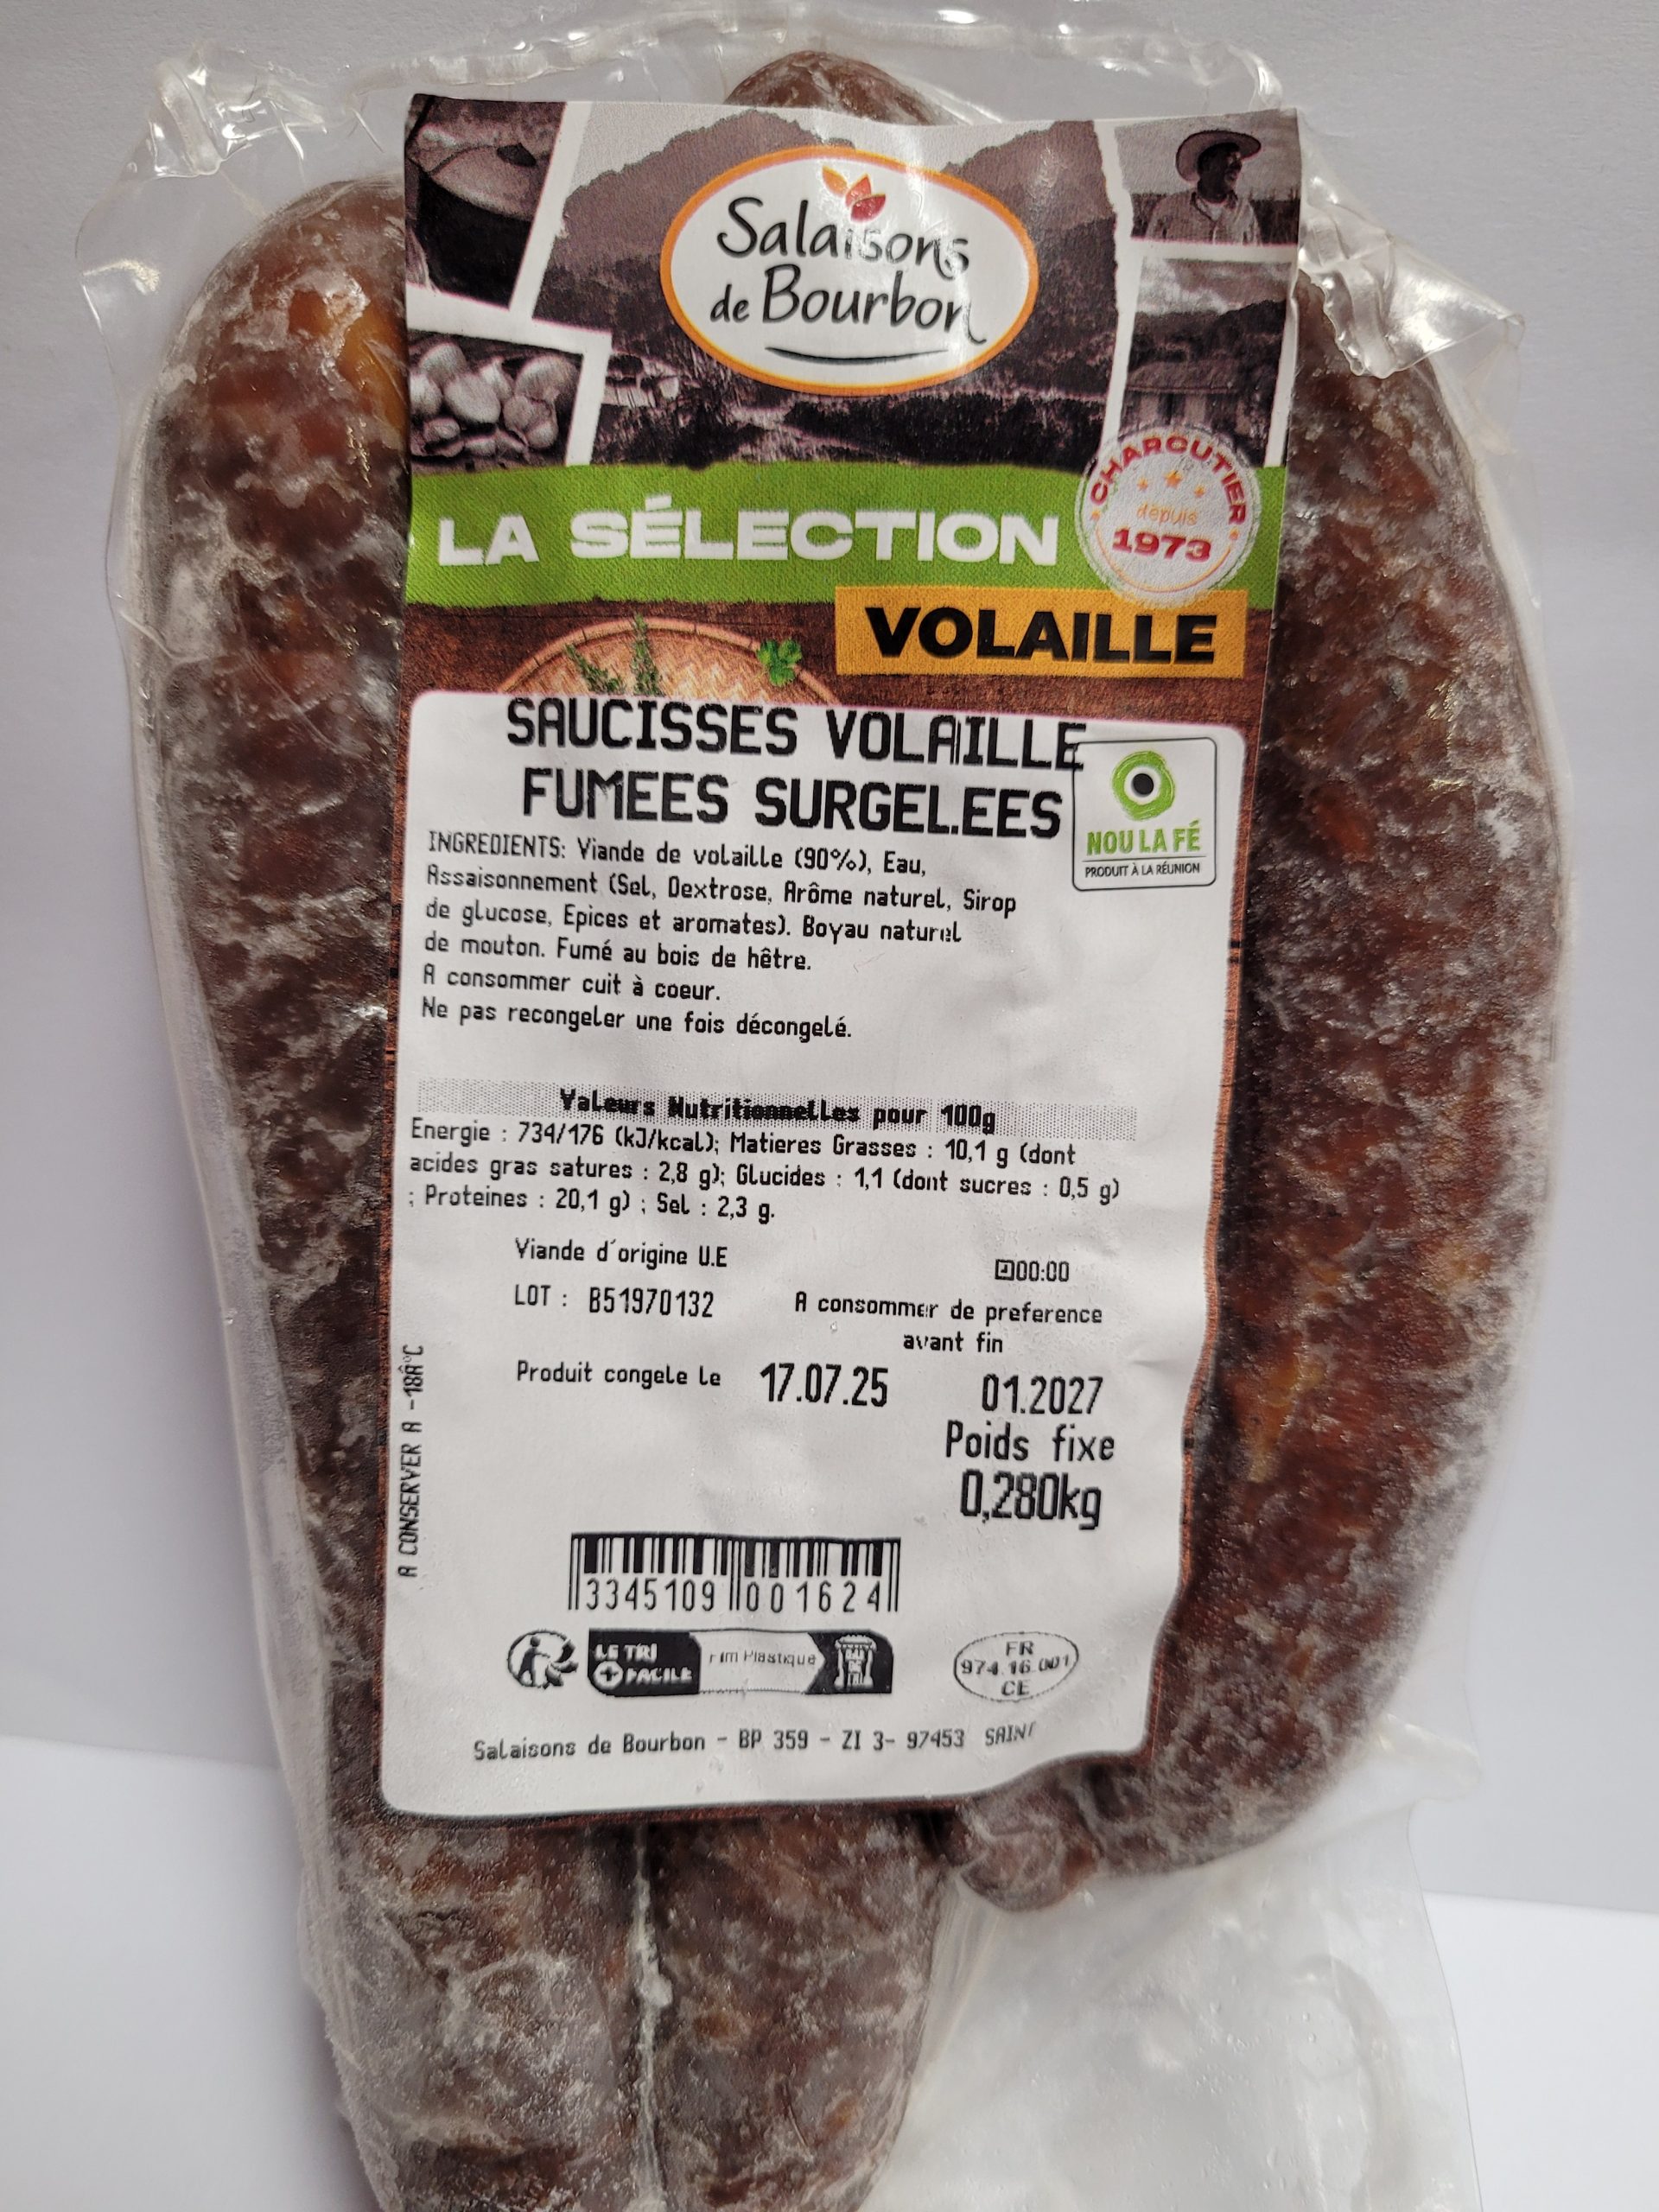 Salaisons
de Bourbon
CHARCUTIER
depuis
1973
LA SÉLECTION
VOLAILLE
SAUCISSES VOLAILLE
FUMEES SURGELEES
NOU LA FÉ
PRODUIT À LA RÉUNION
INGREDIENTS: Viande de volaille (90%), Eau,
Assaisonnement (Sel, Dextrose, Arôme naturel, Sirop
de glucose, Epices et aromates). Boyau naturel
de mouton. Fumé au bois de hêtre.
A consommer cuit à coeur.
Ne pas recongeler une fois décongelé.
Valeurs Nutritionnelles pour 100g
Energie : 734/176 (kJ/kcal); Matieres Grasses : 10,1 g (dont
acides gras satures : 2,8 g); Glucides : 1,1 (dont sucres : 0,5 g)
; Proteines : 20,1 g) ; Sel : 2,3 g.
Viande d'origine U.E
00:00
LOT : B51970132
A consommer de preference
avant fin
Produit congele le 17.07.25
01.2027
Poids fixe
0,280kg
A CONSERVER A -18Â°C
3345109 001624
LE TRI
+ FACILE
Film Plastique
BAC
DE
TRI
FR
974.16.001
CE
Salaisons de Bourbon - BP 359 - ZI 3- 97453 SAINT